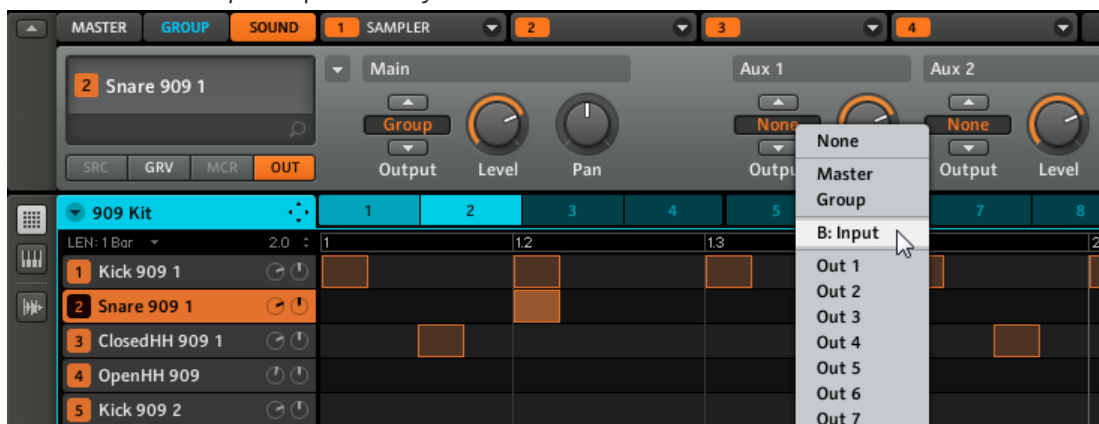 MASTER GROUP SOUND 1 SAMPLER 2 3 4
2 Snare 909 1
Main Aux 1 Aux 2
Group None None
Output Level Pan Output Output Level
SRC GRV MCR OUT
None
Master
Group
B: Input
Out 1
Out 2
Out 3
Out 4
Out 5
Out 6
Out 7
909 Kit 1 2 3 4 5 7 8
LEN: 1 Bar 2.0 1 1.2 1.3 2
1 Kick 909 1
2 Snare 909 1
3 ClosedHH 909 1
4 OpenHH 909
5 Kick 909 2